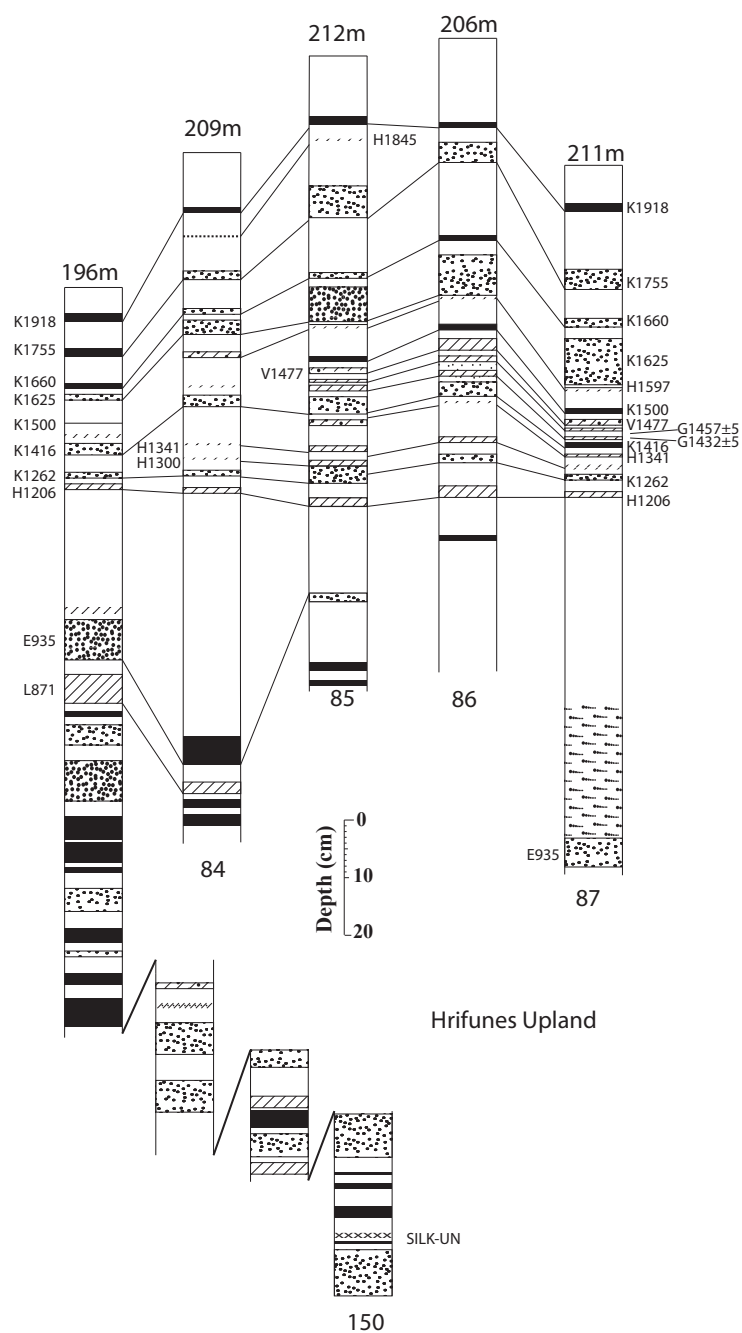 206m
212m
H1845
209m
211m
K1918
196m
K1755
K1918
K1660
K1755
K1625
K1660
H1597
K1625
V1477
K1500
K1500
V1477
G1457±5
K1416
G1432±5
K1416
H1341
H1341
H1300
K1262
K1262
H1206
H1206
E935
L871
85
86
0
84
Depth (cm)
10
E935
87
20
Hrifunes Upland
SILK-UN
150